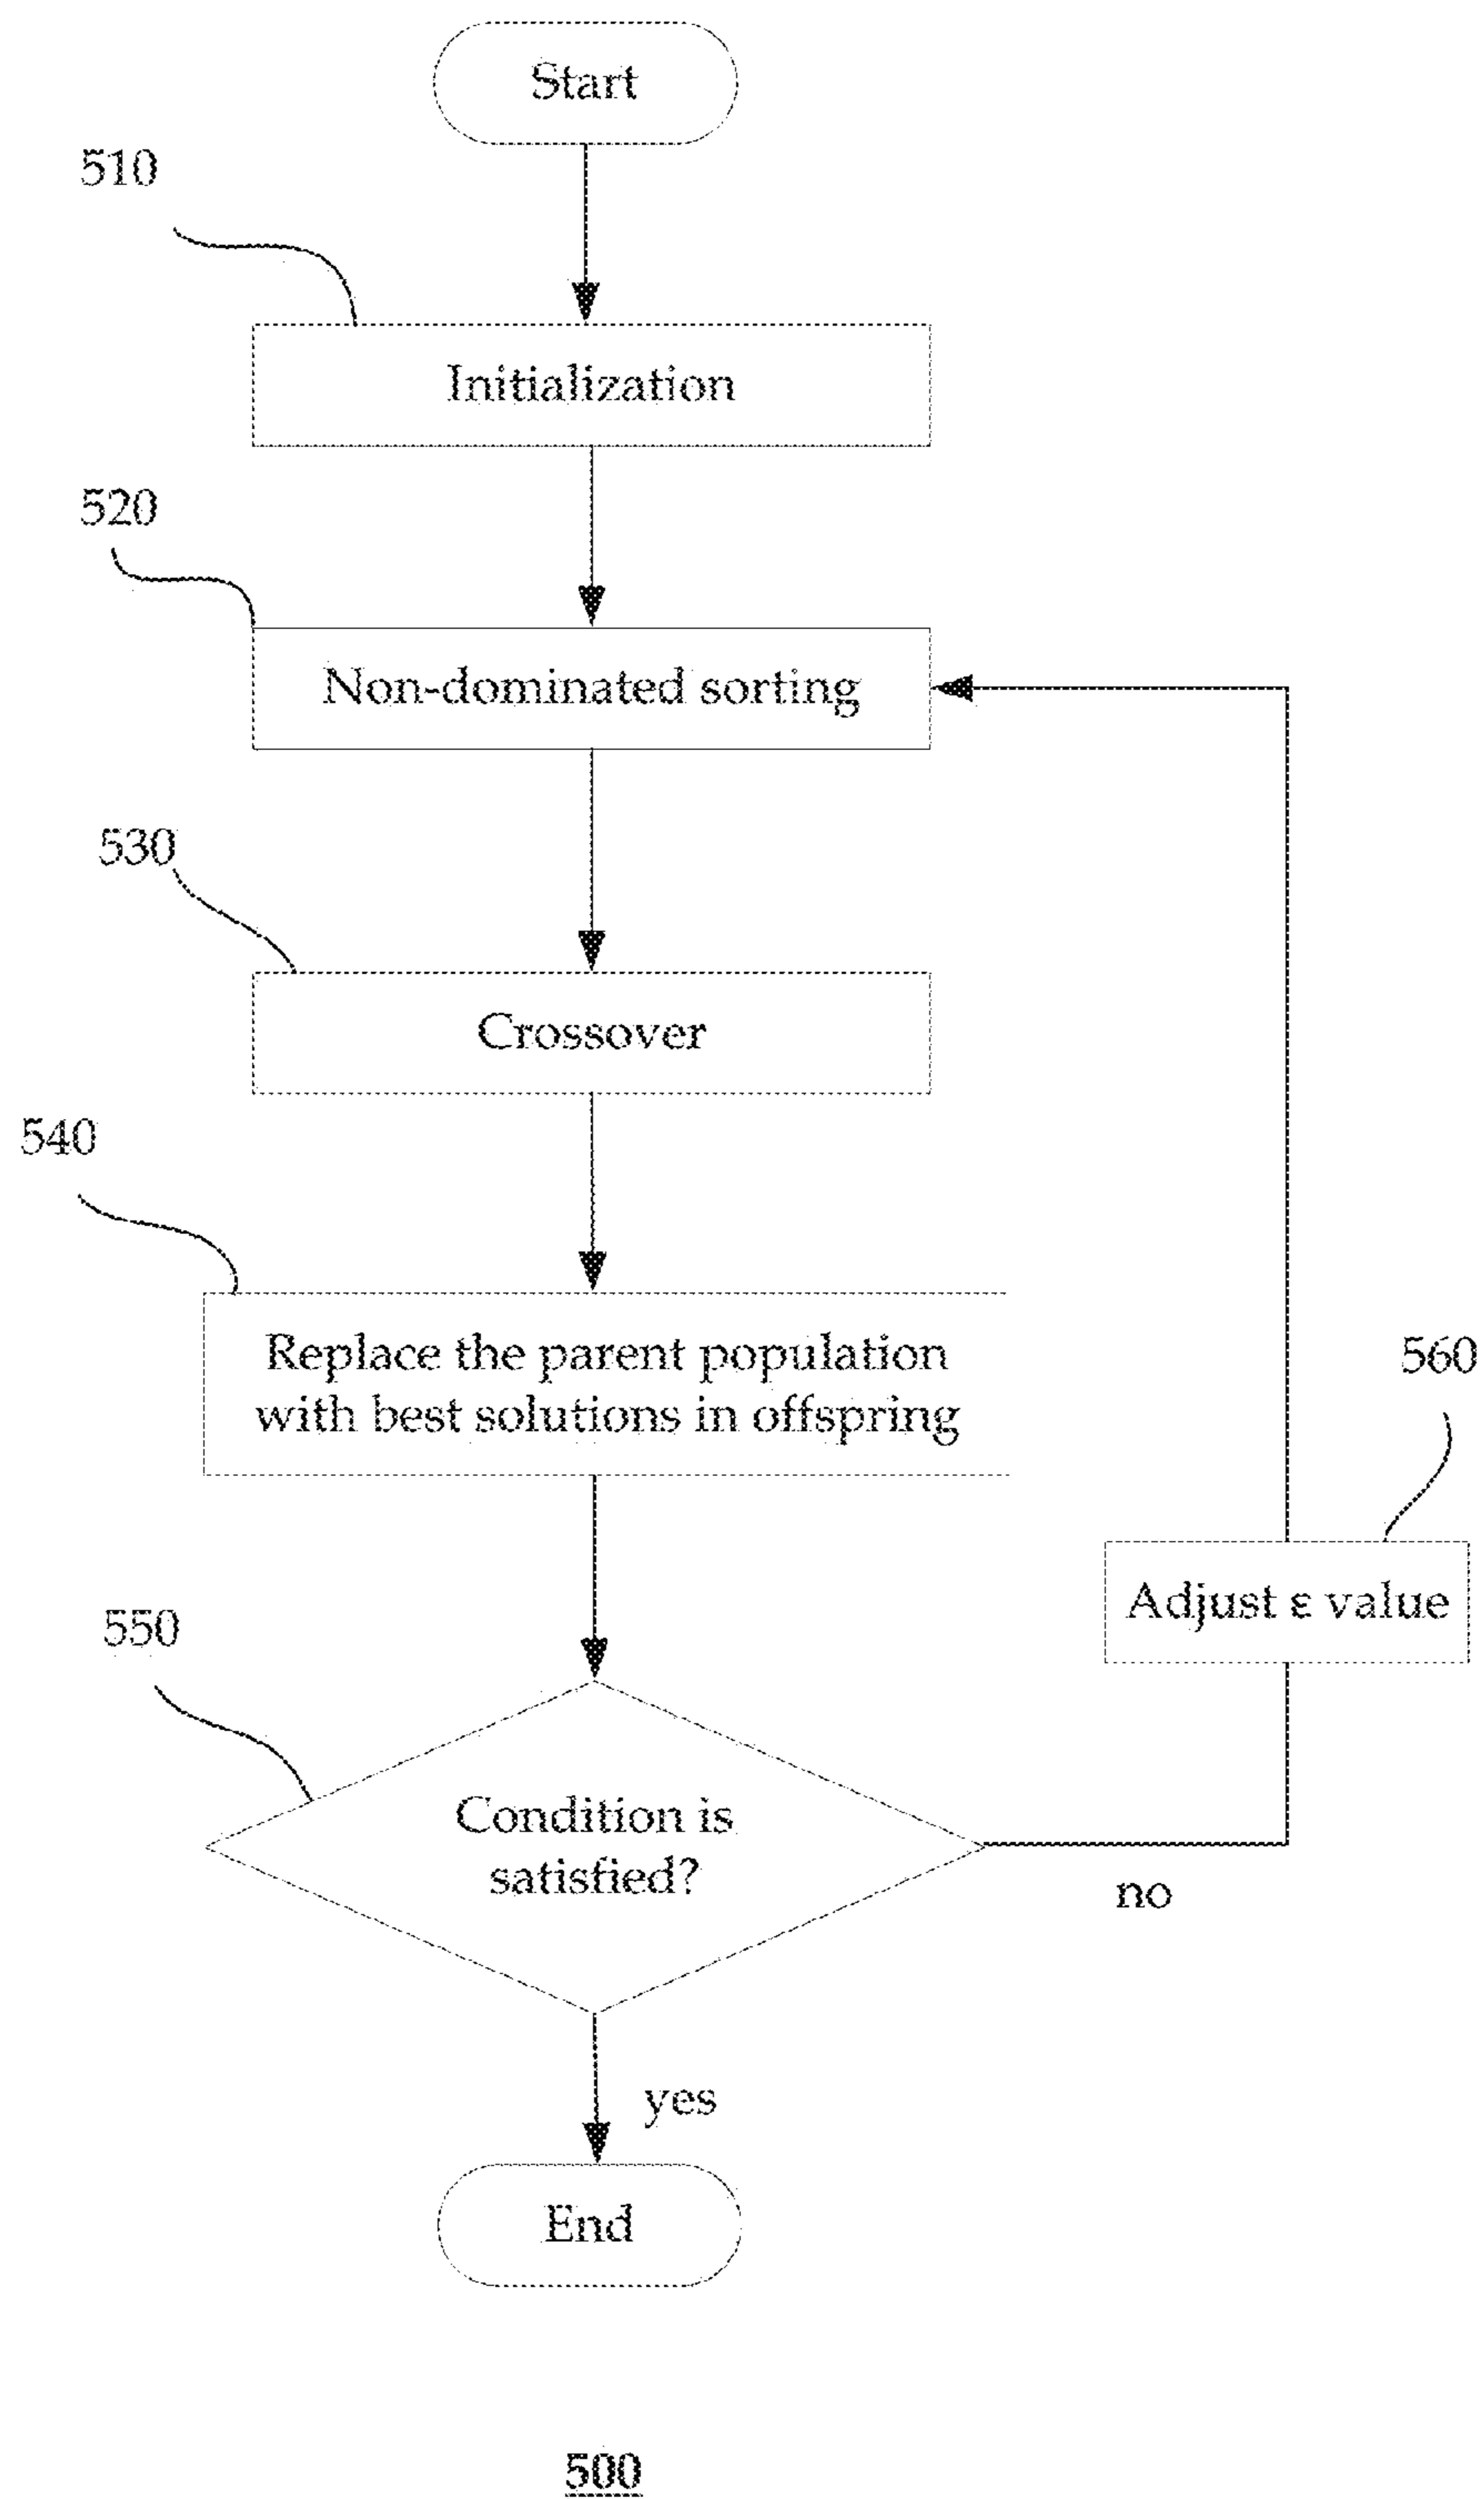 Start
510
Initialization
520
Non-dominated sorting
530
Crossover
540
Replace the parent population
with best solutions in offspring
560
Adjust ε value
550
Condition is
satisfied?
no
yes
End
500